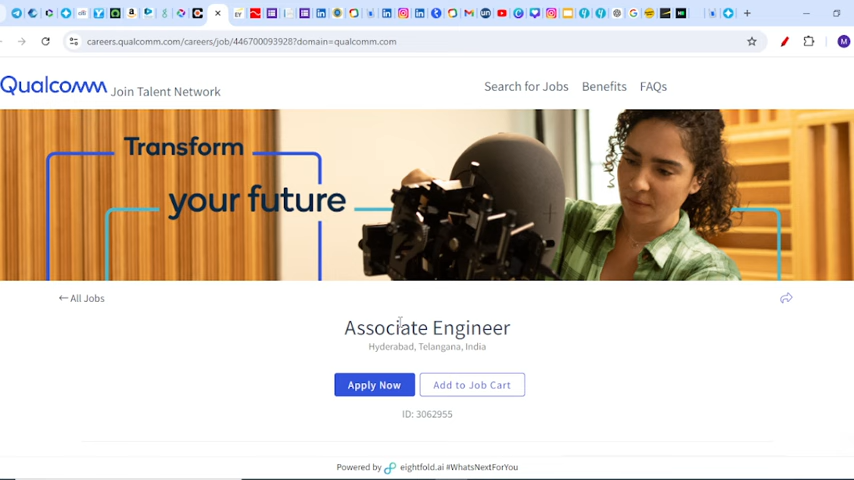 careers.qualcomm.com/careers/job/446700093928?domain=qualcomm.com
M
Qualcomm Join Talent Network
Search for Jobs Benefits FAQs
Transform
your future
←All Jobs
Associate Engineer
Hyderabad, Telangana, India
Apply Now Add to Job Cart
ID: 3062955
Powered by eightfold.ai #WhatsNextForYou